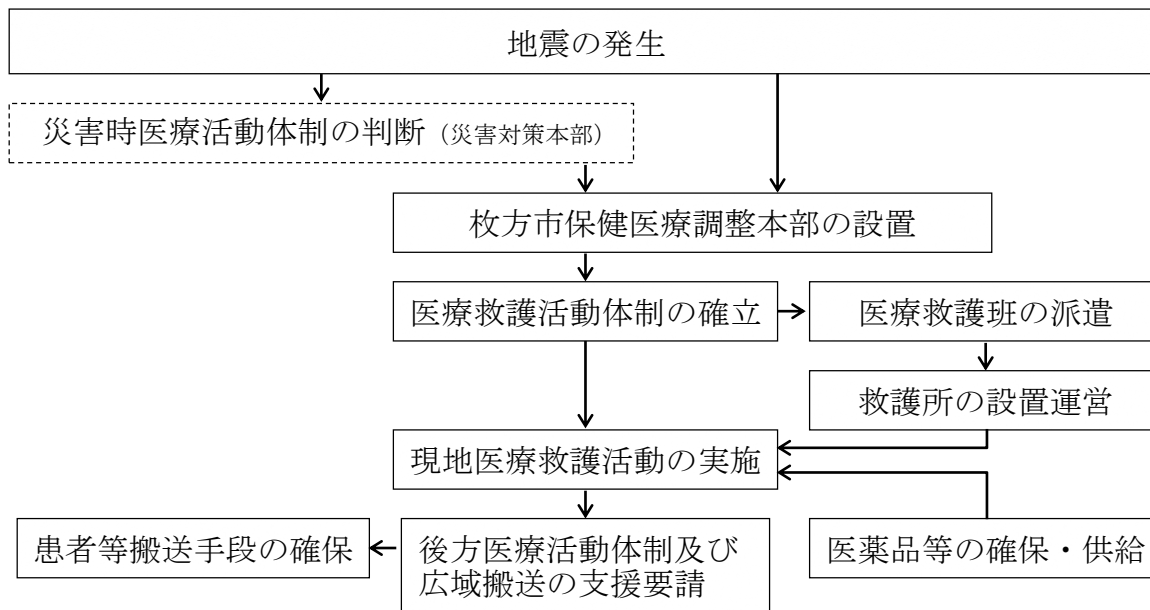 地震の発生
災害時医療活動体制の判断（災害対策本部）
枚方市保健医療調整本部の設置
医療救護活動体制の確立
医療救護班の派遣
救護所の設置運営
現地医療救護活動の実施
患者等搬送手段の確保
後方医療活動体制及び
広域搬送の支援要請
医薬品等の確保・供給